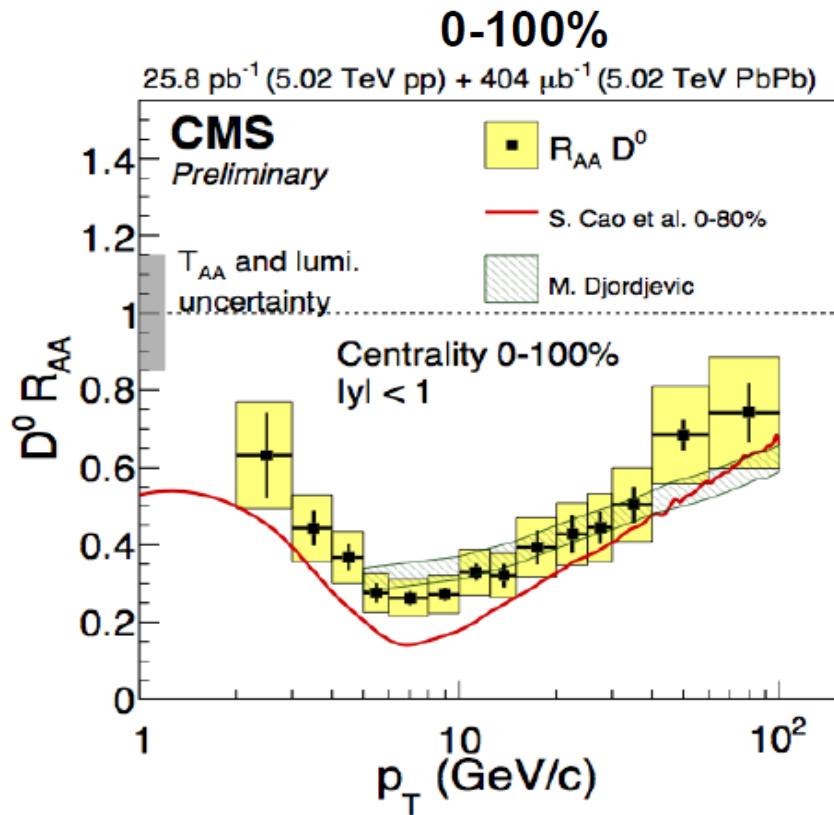 0-100%
25.8 pb⁻¹ (5.02 TeV pp) + 404 μb⁻¹ (5.02 TeV PbPb)
CMS
Preliminary
R_AA D⁰
S. Cao et al. 0-80%
M. Djordjevic
T_AA and lumi.
uncertainty
Centrality 0-100%
|y| < 1
D⁰ R_AA
1.4
1.2
1
0.8
0.6
0.4
0.2
0
1
10
10²
p_T (GeV/c)